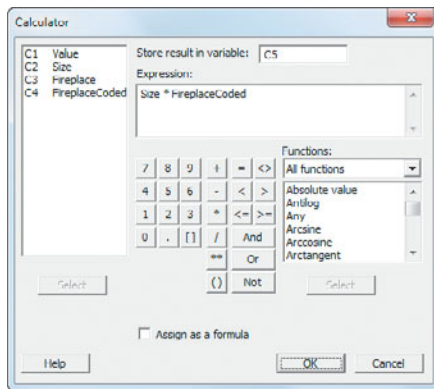 Calculator
x
C1 Value
C2 Size
C3 Fireplace
C4 FireplaceCoded
Store result in variable: C5
Expression:
Size * FireplaceCoded
Functions:
All functions
7 8 9 + = <>
4 5 6 - < >
1 2 3 * <= >=
0 . [] / And
** Or
() Not
Absolute value
Antilog
Any
Arcsine
Arccosine
Arctangent
Select
Select
Assign as a formula
Help
OK
Cancel